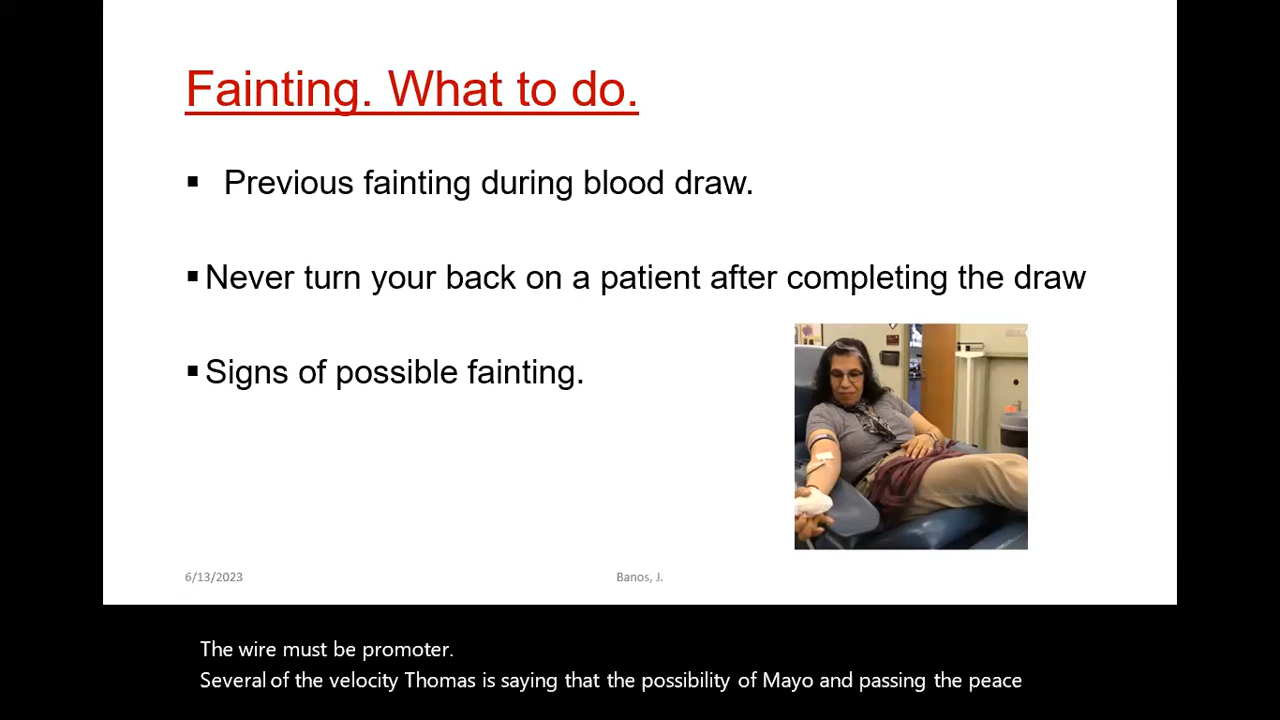 Fainting. What to do.
▪ Previous fainting during blood draw.
▪Never turn your back on a patient after completing the draw
▪Signs of possible fainting.
6/13/2023
Banos, J.
The wire must be promoter.
Several of the velocity Thomas is saying that the possibility of Mayo and passing the peace